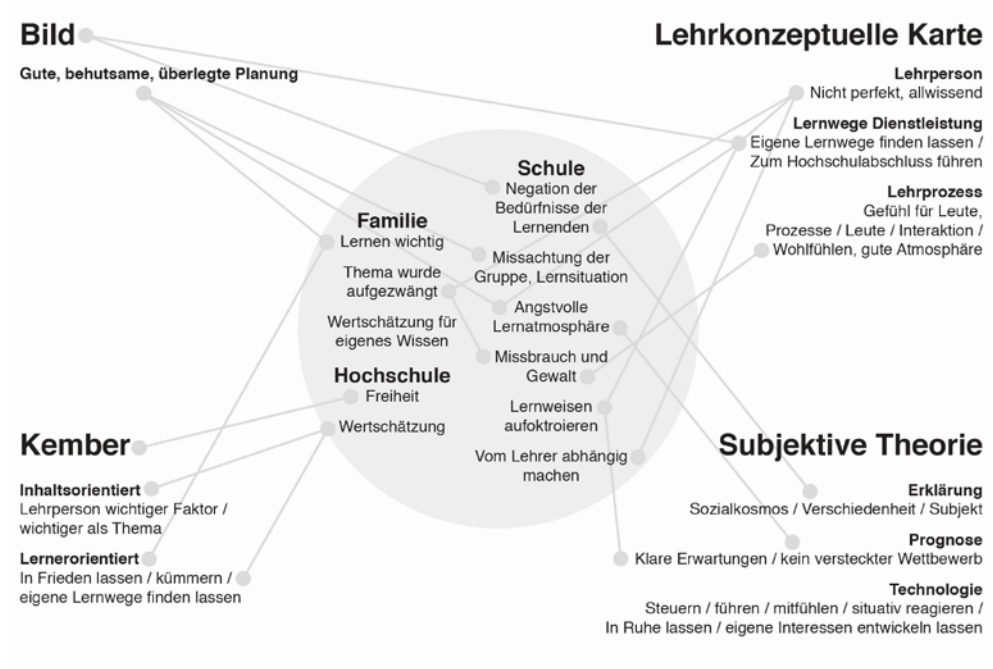 Bild
Gute, behutsame, überlegte Planung
Lehrkonzeptuelle Karte
Lehrperson
Nicht perfekt, allwissend
Lernwege Dienstleistung
Eigene Lernwege finden lassen /
Zum Hochschulabschluss führen
Lehrprozess
Gefühl für Leute,
Prozesse / Leute / Interaktion /
Wohlfühlen, gute Atmosphäre
Familie
Lernen wichtig
Thema wurde
aufgezwängt
Wertschätzung für
eigenes Wissen
Hochschule
Freiheit
Wertschätzung
Schule
Negation der
Bedürfnisse der
Lernenden
Missachtung der
Gruppe, Lernsituation
Angstvolle
Lernatmosphäre
Missbrauch und
Gewalt
Lernweisen
aufoktroieren
Vom Lehrer abhängig
machen
Kember
Inhaltsorientiert
Lehrperson wichtiger Faktor /
wichtiger als Thema
Lernerorientiert
In Frieden lassen / kümmern /
eigene Lernwege finden lassen
Subjektive Theorie
Erklärung
Sozialkosmos / Verschiedenheit / Subjekt
Prognose
Klare Erwartungen / kein versteckter Wettbewerb
Technologie
Steuern / führen / mitfühlen / situativ reagieren /
In Ruhe lassen / eigene Interessen entwickeln lassen